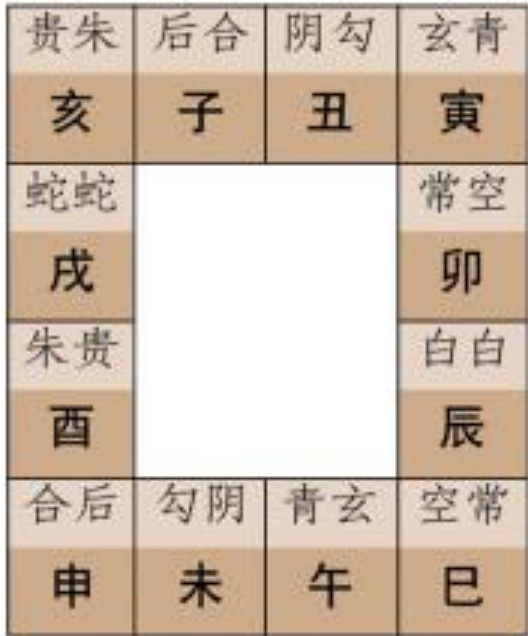 贵朱 后合 阴勾 玄青
亥 子 丑 寅
蛇蛇 常空
戌 卯
朱贵 白白
酉 辰
合后 勾阴 青玄 空常
申 未 午 巳